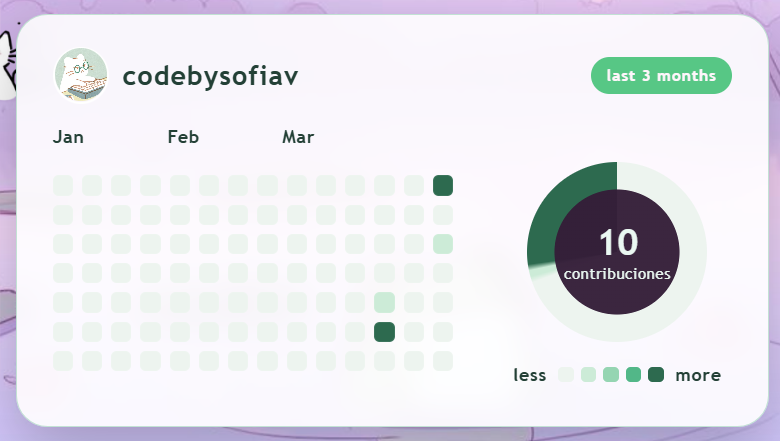 codebysofiav
last 3 months
Jan Feb Mar
10
contribuciones
less more